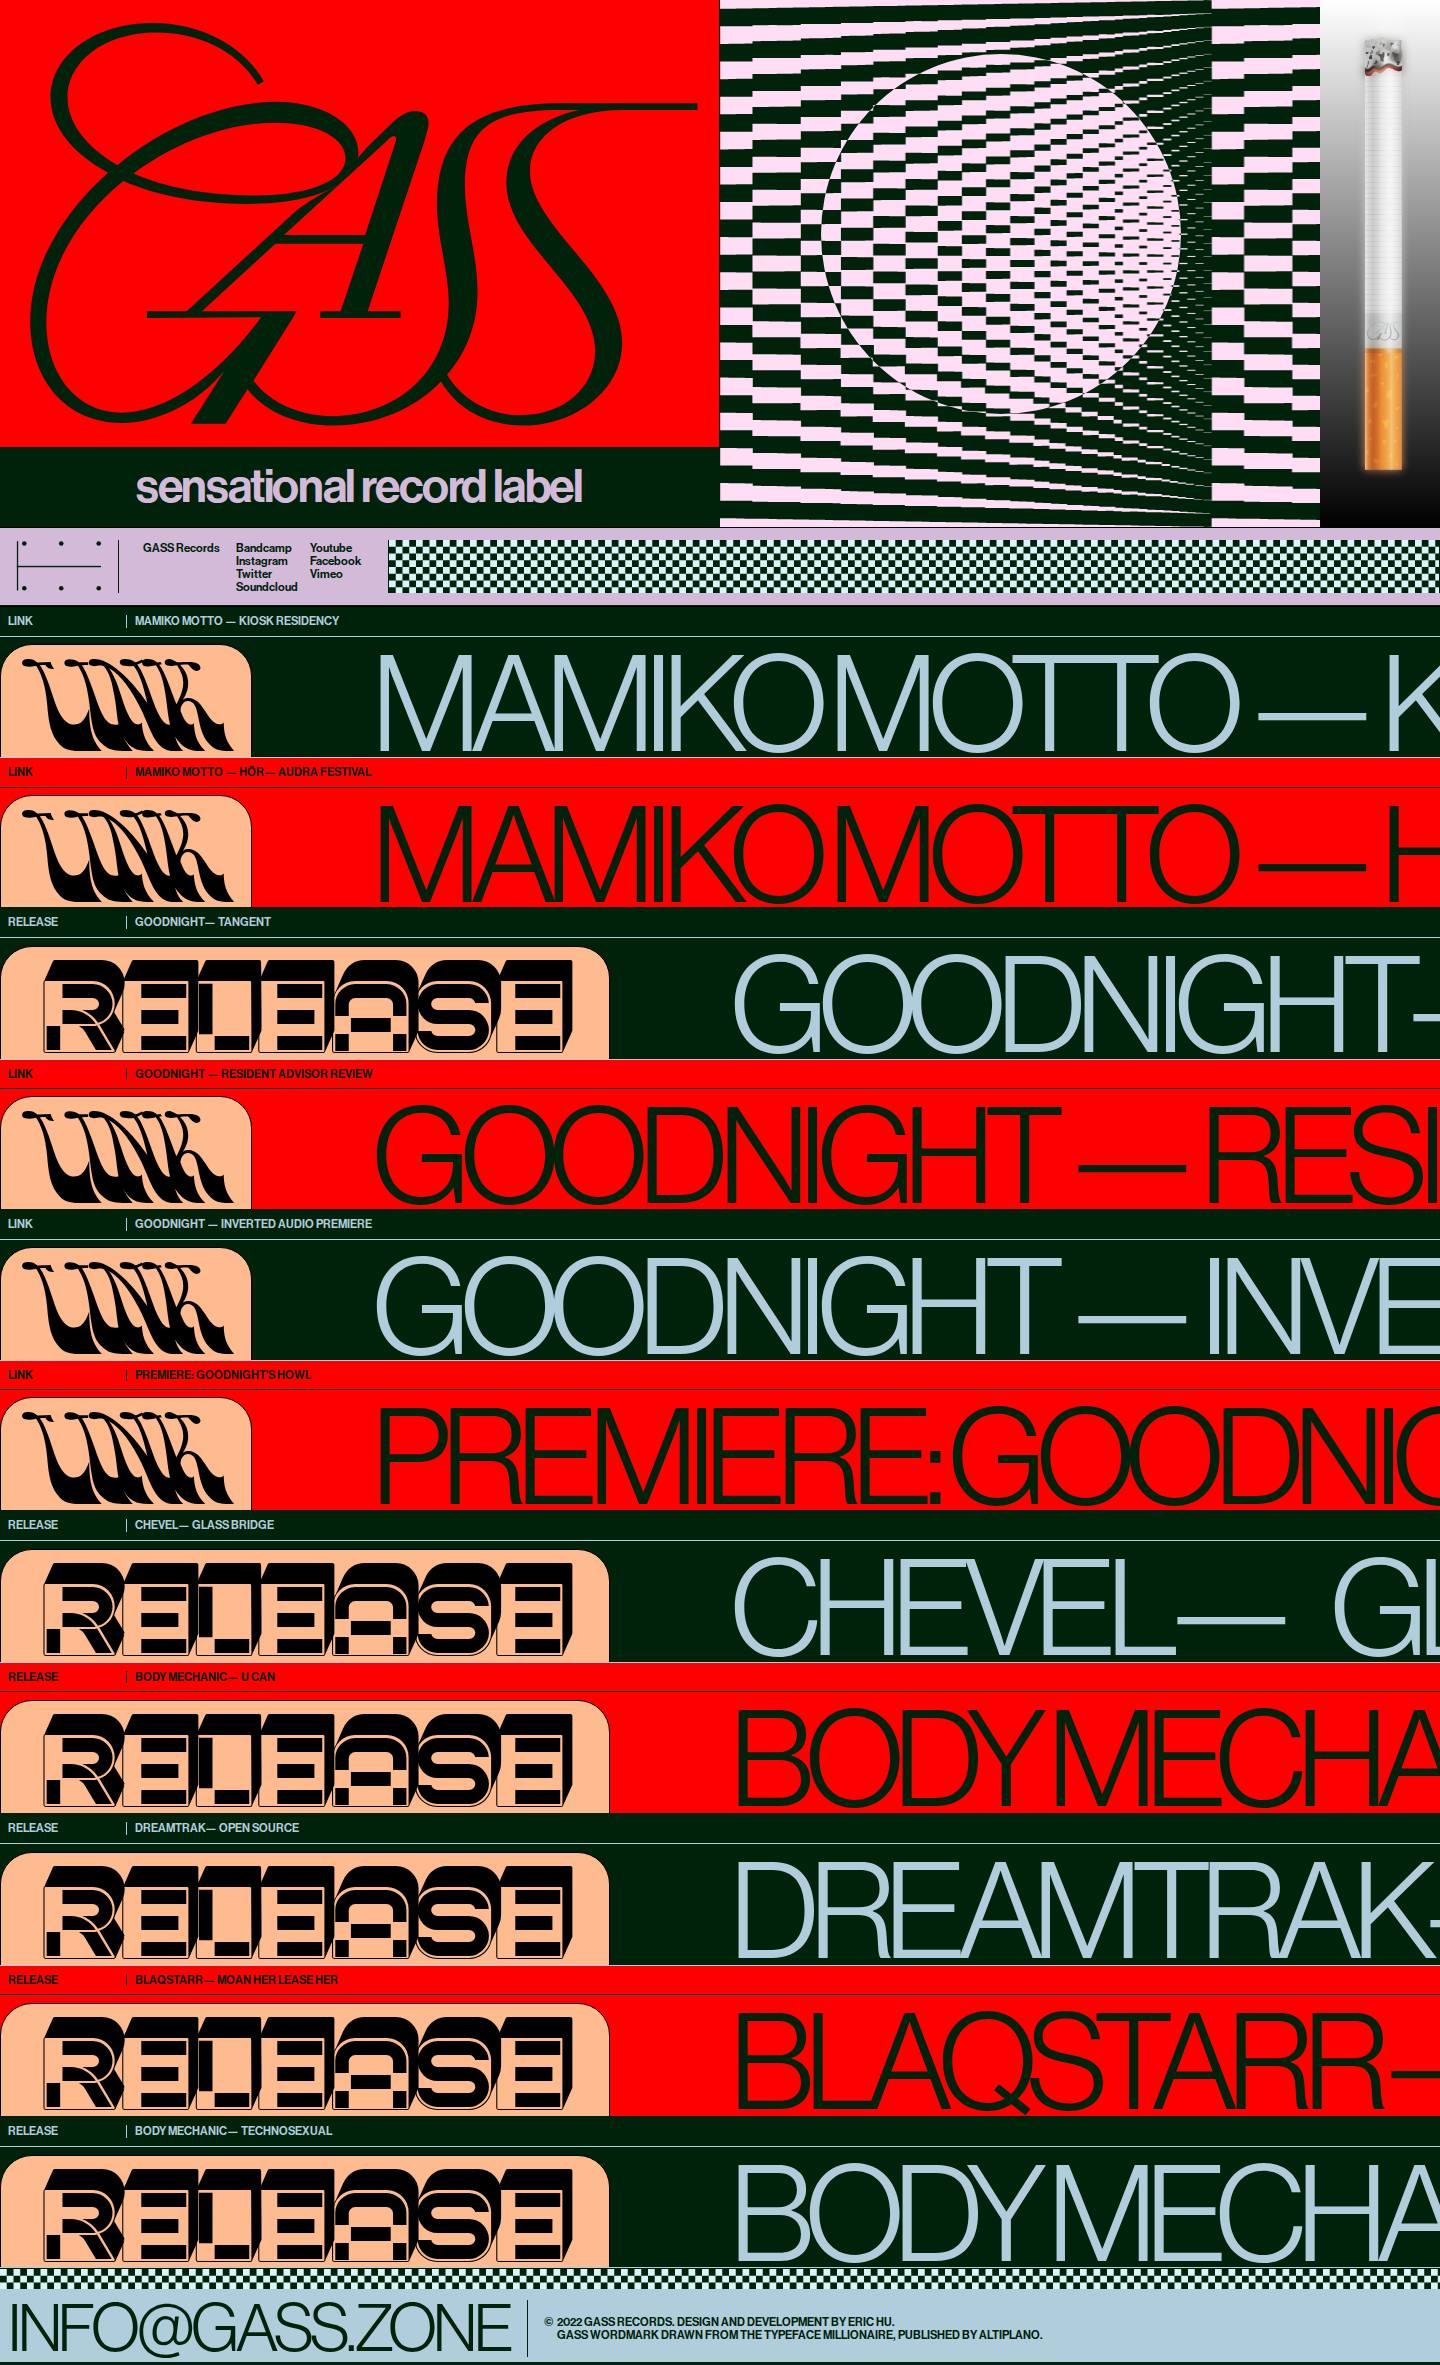 GASS
sensational record label
GASS
GASS Records
Bandcamp
Instagram
Twitter
Soundcloud
Youtube
Facebook
Vimeo
LINK
MAMIKO MOTTO — KIOSK RESIDENCY
LINK
MAMIKO MOTTO — K
LINK
MAMIKO MOTTO — HÖR — AUDRA FESTIVAL
LINK
MAMIKO MOTTO — H
RELEASE
GOODNIGHT— TANGENT
RELEASE
GOODNIGHT—
LINK
GOODNIGHT — RESIDENT ADVISOR REVIEW
LINK
GOODNIGHT — RESI
LINK
GOODNIGHT — INVERTED AUDIO PREMIERE
LINK
GOODNIGHT — INVE
LINK
PREMIERE: GOODNIGHT'S HOWL
LINK
PREMIERE: GOODNIG
RELEASE
CHEVEL— GLASS BRIDGE
RELEASE
CHEVEL— GL
RELEASE
BODY MECHANIC— U CAN
RELEASE
BODY MECHA
RELEASE
DREAMTRAK— OPEN SOURCE
RELEASE
DREAMTRAK—
RELEASE
BLAQSTARR— MOAN HER LEASE HER
RELEASE
BLAQSTARR—
RELEASE
BODY MECHANIC— TECHNOSEXUAL
RELEASE
BODY MECHA
INFO@GASS.ZONE
© 2022 GASS RECORDS. DESIGN AND DEVELOPMENT BY ERIC HU.
GASS WORDMARK DRAWN FROM THE TYPEFACE MILLIONAIRE, PUBLISHED BY ALTIPLANO.